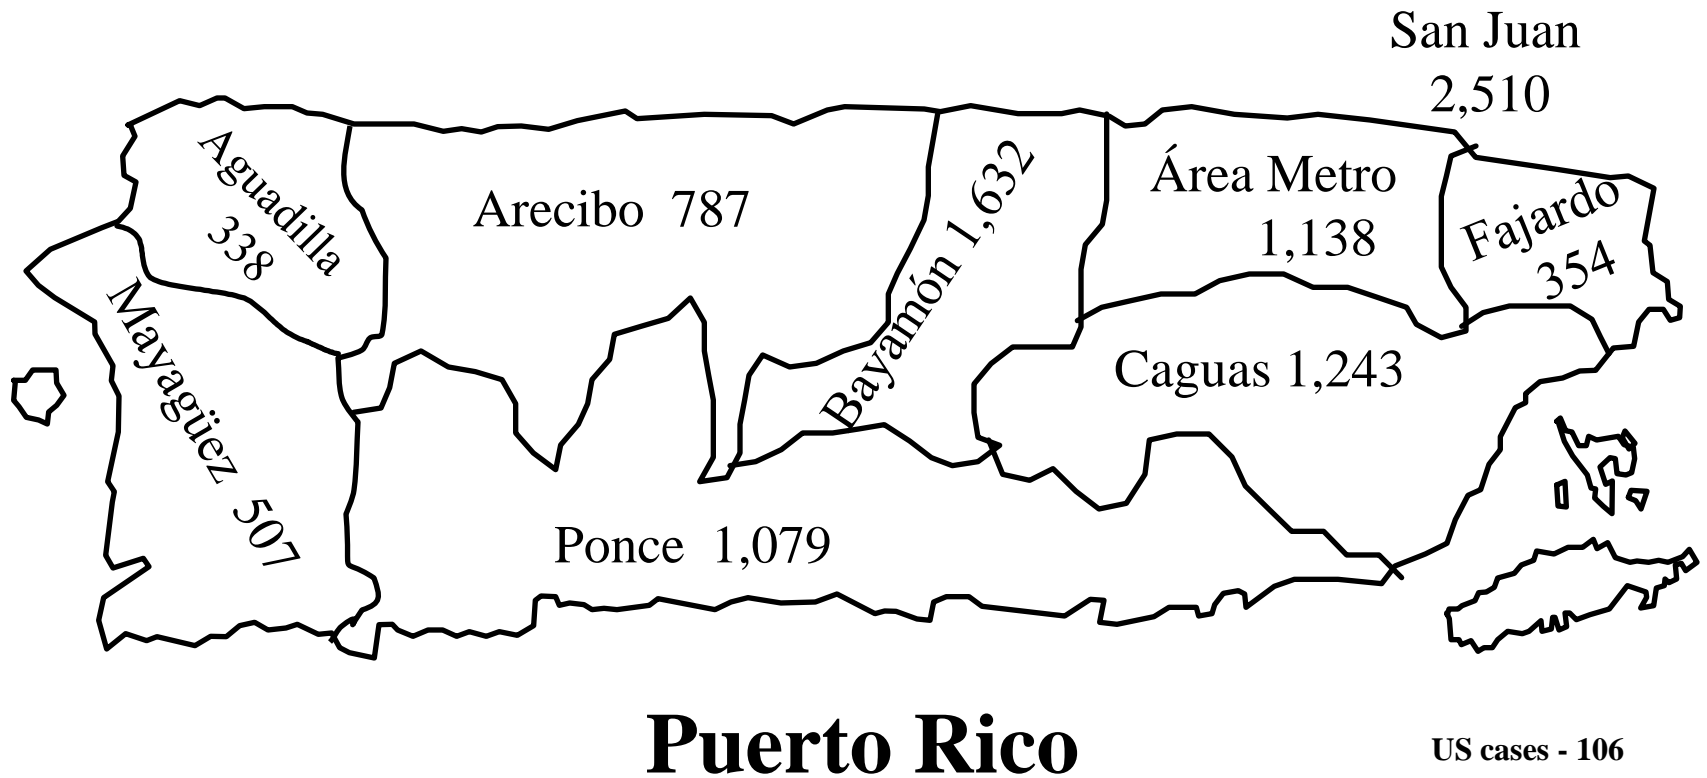 San Juan
2,510
Aguadilla
338
Arecibo 787
Bayamón 1,632
Área Metro
1,138
Fajardo
354
Mayagüez 507
Caguas 1,243
Ponce 1,079
Puerto Rico
US cases - 106